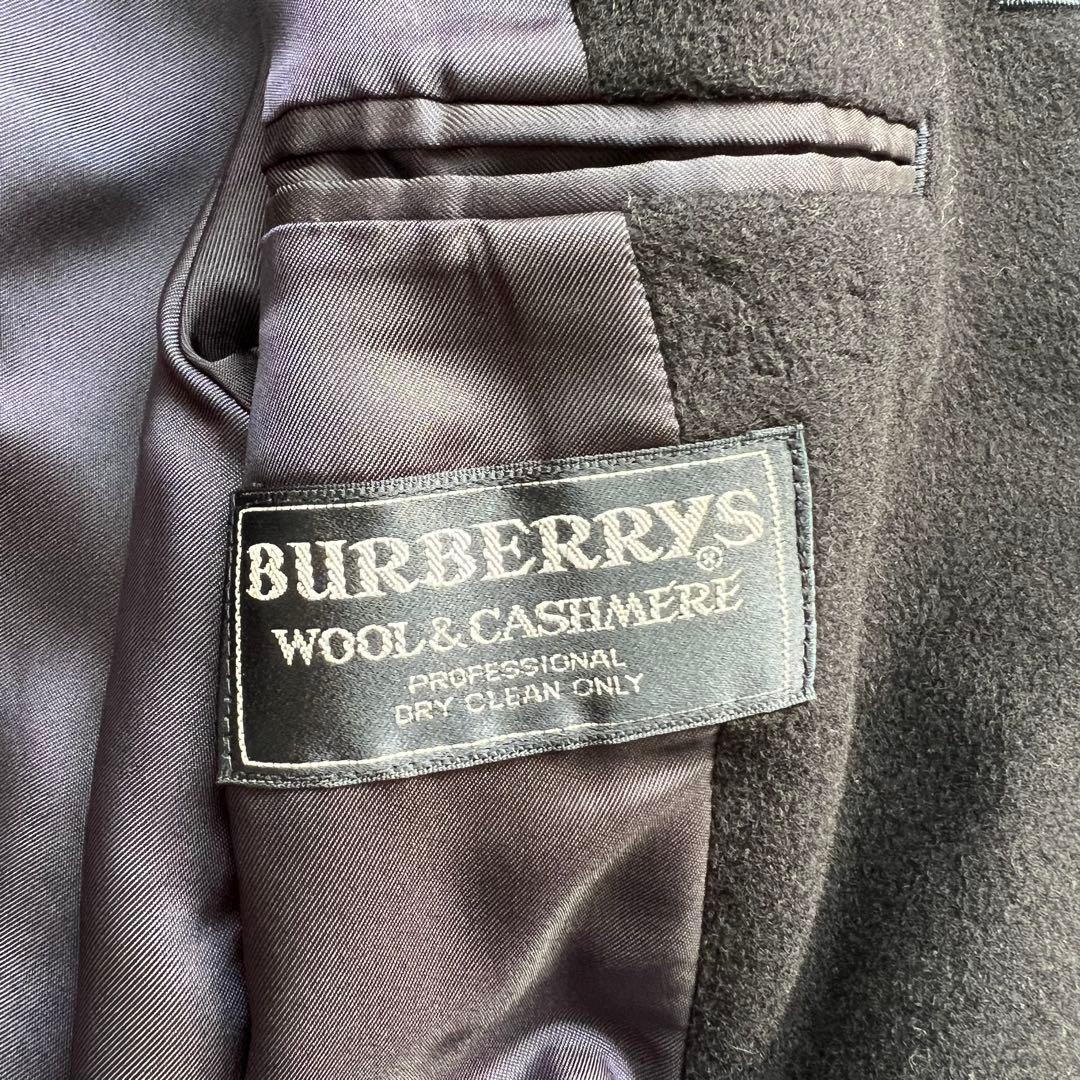 BURBERRYS®
WOOL & CASHMERE
PROFESSIONAL
DRY CLEAN ONLY